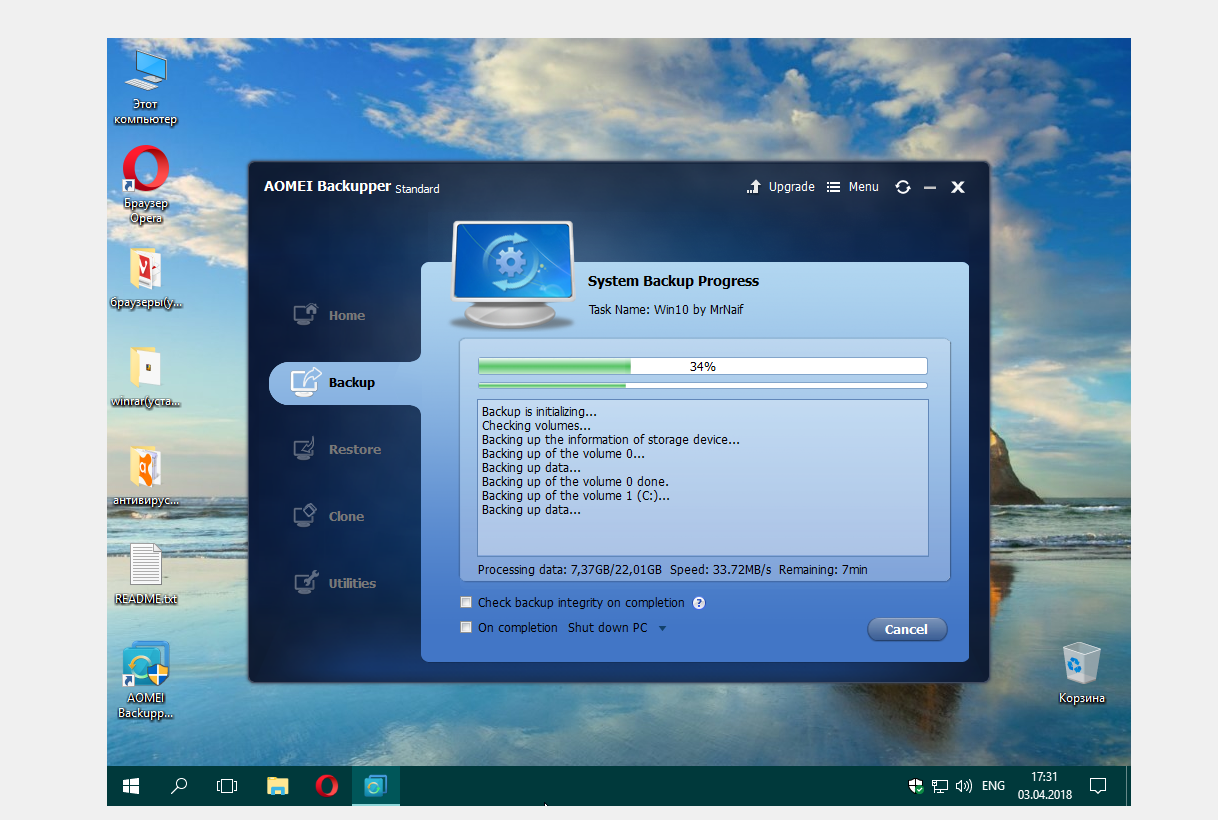 Этот
компьютер
Браузер
Opera
браузеры(у...
winrar(уста...
антивирус...
README.txt
AOMEI
Backupp...
AOMEI Backupper Standard
Upgrade
Menu
Home
Backup
Restore
Clone
Utilities
System Backup Progress
Task Name: Win10 by MrNaif
34%
Backup is initializing...
Checking volumes...
Backing up the information of storage device...
Backing up of the volume 0...
Backing up data...
Backing up of the volume 0 done.
Backing up of the volume 1 (C:)...
Backing up data...
Processing data: 7,37GB/22,01GB Speed: 33.72MB/s Remaining: 7min
Check backup integrity on completion ?
On completion Shut down PC
Cancel
Корзина
ENG
17:31
03.04.2018